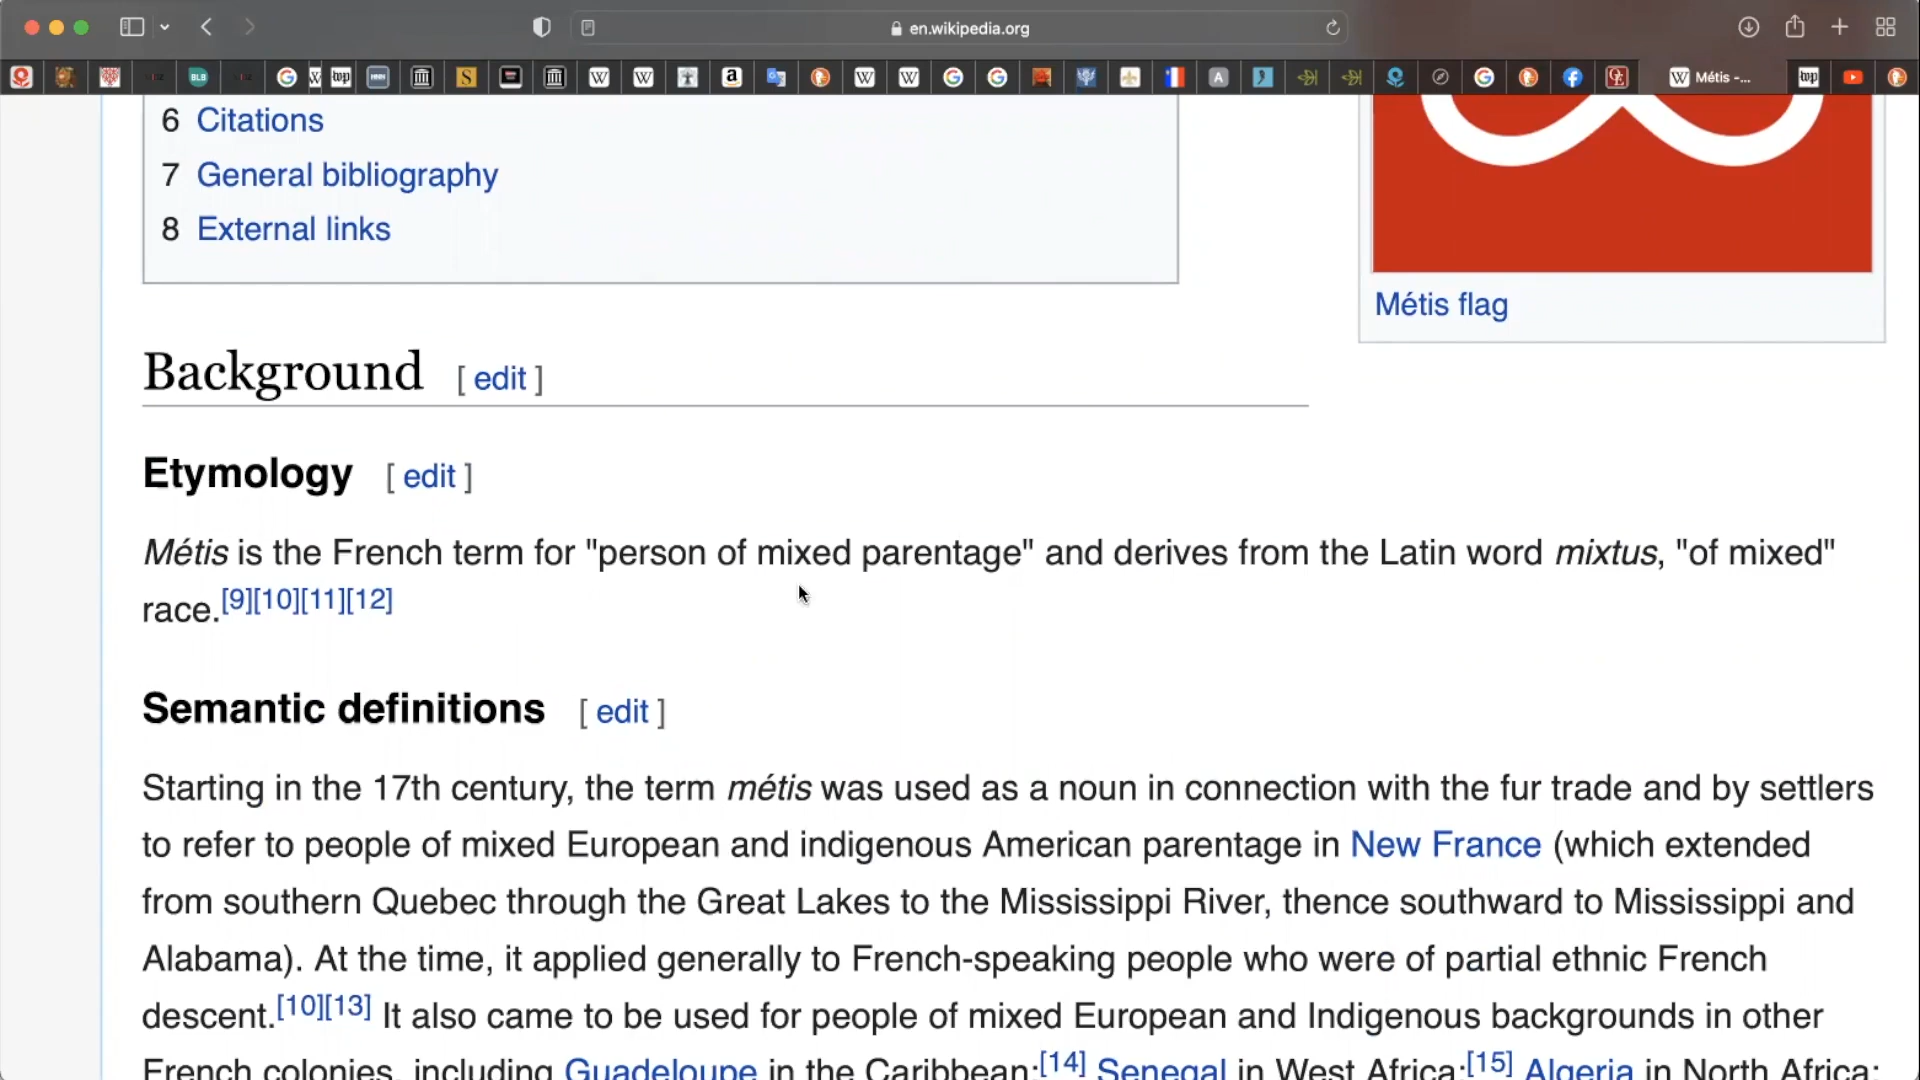 en.wikipedia.org
BLB
W
wp
HNN
S
W
W
a
W
W
A
Œ
W Métis -...
wp
6 Citations
7 General bibliography
8 External links
Métis flag
Background [ edit ]
Etymology [ edit ]
Métis is the French term for "person of mixed parentage" and derives from the Latin word mixtus, "of mixed"
race.[9][10][11][12]
Semantic definitions [ edit ]
Starting in the 17th century, the term métis was used as a noun in connection with the fur trade and by settlers
to refer to people of mixed European and indigenous American parentage in New France (which extended
from southern Quebec through the Great Lakes to the Mississippi River, thence southward to Mississippi and
Alabama). At the time, it applied generally to French-speaking people who were of partial ethnic French
descent.[10][13] It also came to be used for people of mixed European and Indigenous backgrounds in other
French colonies, including Guadeloupe in the Caribbean;[14] Senegal in West Africa;[15] Algeria in North Africa;